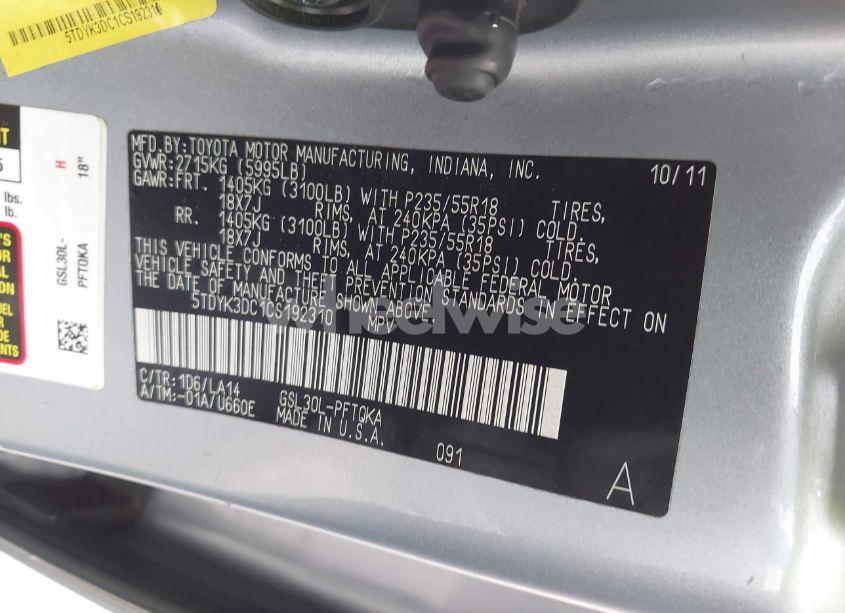 5TDYK3DC1CS192310
MFD.BY:TOYOTA MOTOR MANUFACTURING, INDIANA, INC. 10/11
GVWR:2715KG (5995LB)
GAWR:FRT. 1405KG (3100LB) WITH P235/55R18 TIRES,
18X7J RIMS, AT 240KPA (35PSI) COLD.
RR. 1405KG (3100LB) WITH P235/55R18 TIRES,
18X7J RIMS, AT 240KPA (35PSI) COLD.
THIS VEHICLE CONFORMS TO ALL APPLICABLE FEDERAL MOTOR
VEHICLE SAFETY AND THEFT PREVENTION STANDARDS IN EFFECT ON
THE DATE OF MANUFACTURE SHOWN ABOVE.
5TDYK3DC1CS192310 MPV
wheelwise
C/TR:1D6/LA14
A/TM:-01A/U660E
GSL30L-PFTQKA
MADE IN U.S.A.
091
A
lbs.
lb.
H
18"
GSL30L-
PFTQKA